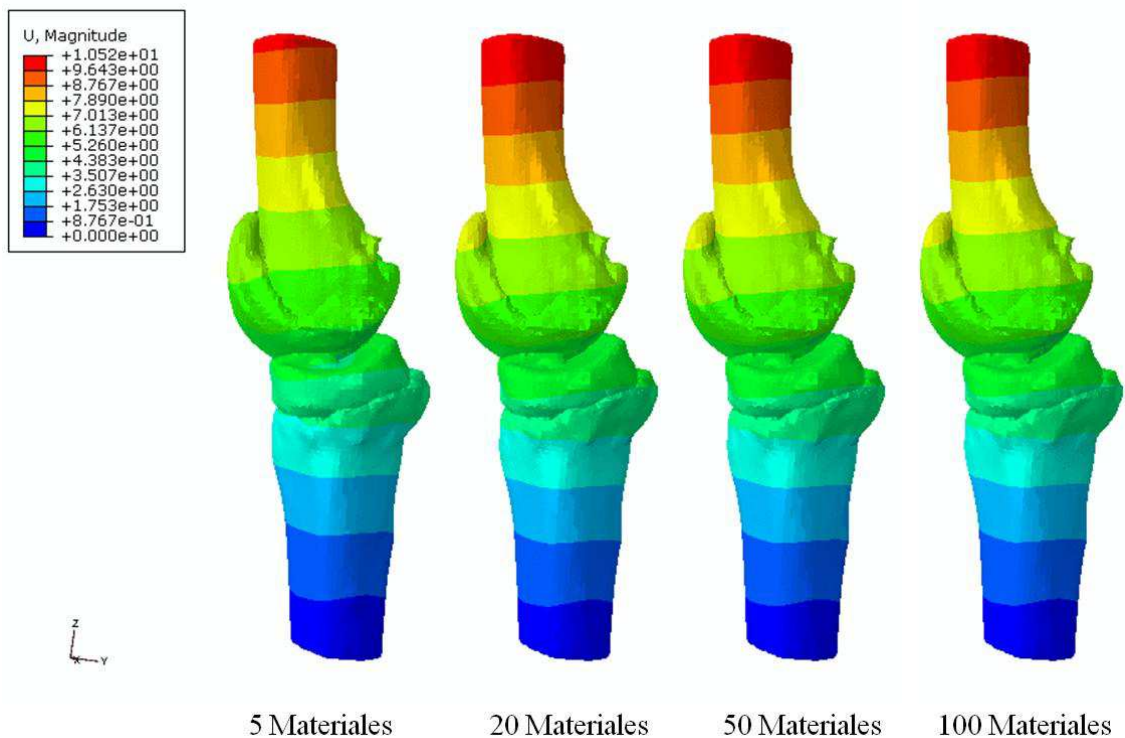 U, Magnitude
+1.052e+01
+9.643e+00
+8.767e+00
+7.890e+00
+7.013e+00
+6.137e+00
+5.260e+00
+4.383e+00
+3.507e+00
+2.630e+00
+1.753e+00
+8.767e-01
+0.000e+00
Z
X
Y
5 Materiales
20 Materiales
50 Materiales
100 Materiales